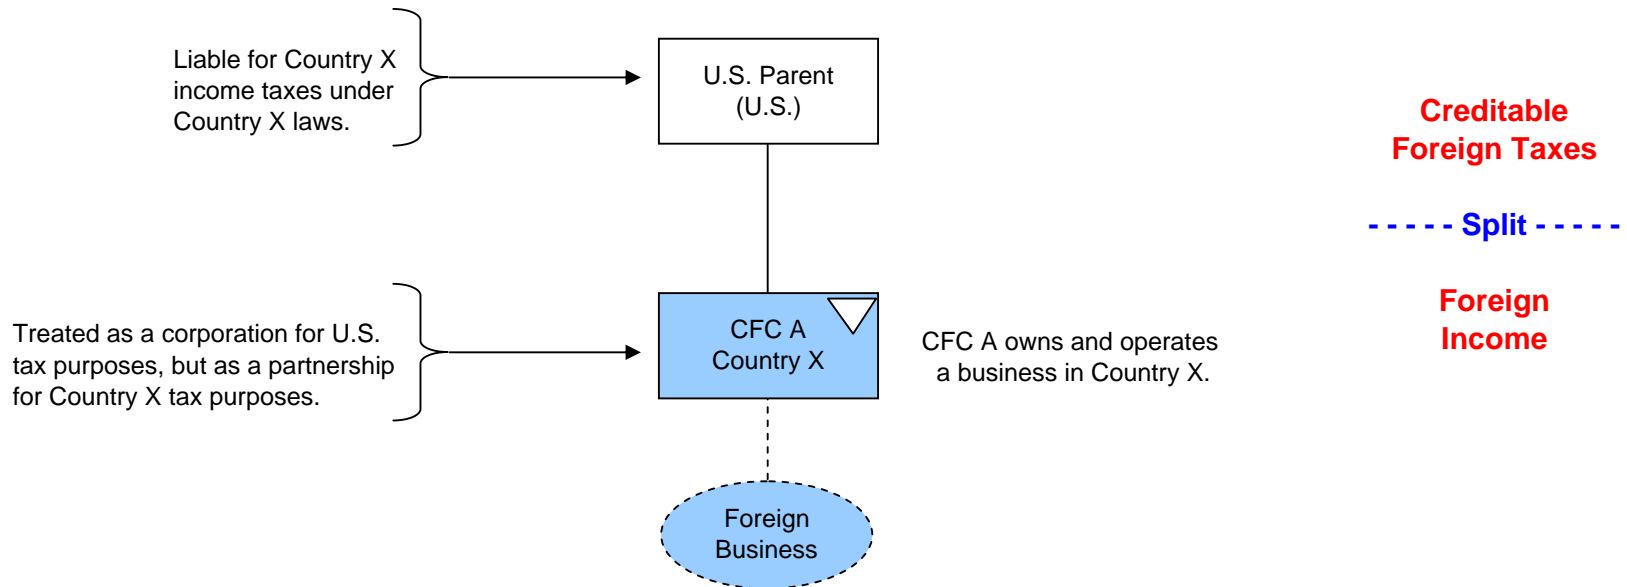 Liable for Country X
income taxes under
Country X laws.
U.S. Parent
(U.S.)
Creditable
Foreign Taxes
- - - - - Split - - - - -
Foreign
Income
Treated as a corporation for U.S.
tax purposes, but as a partnership
for Country X tax purposes.
CFC A
Country X
CFC A owns and operates
a business in Country X.
Foreign
Business